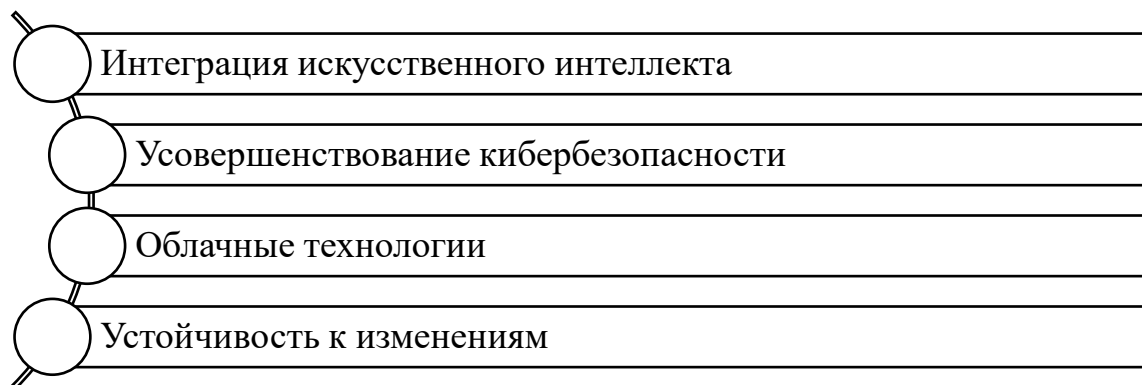 Интеграция искусственного интеллекта
Усовершенствование кибербезопасности
Облачные технологии
Устойчивость к изменениям